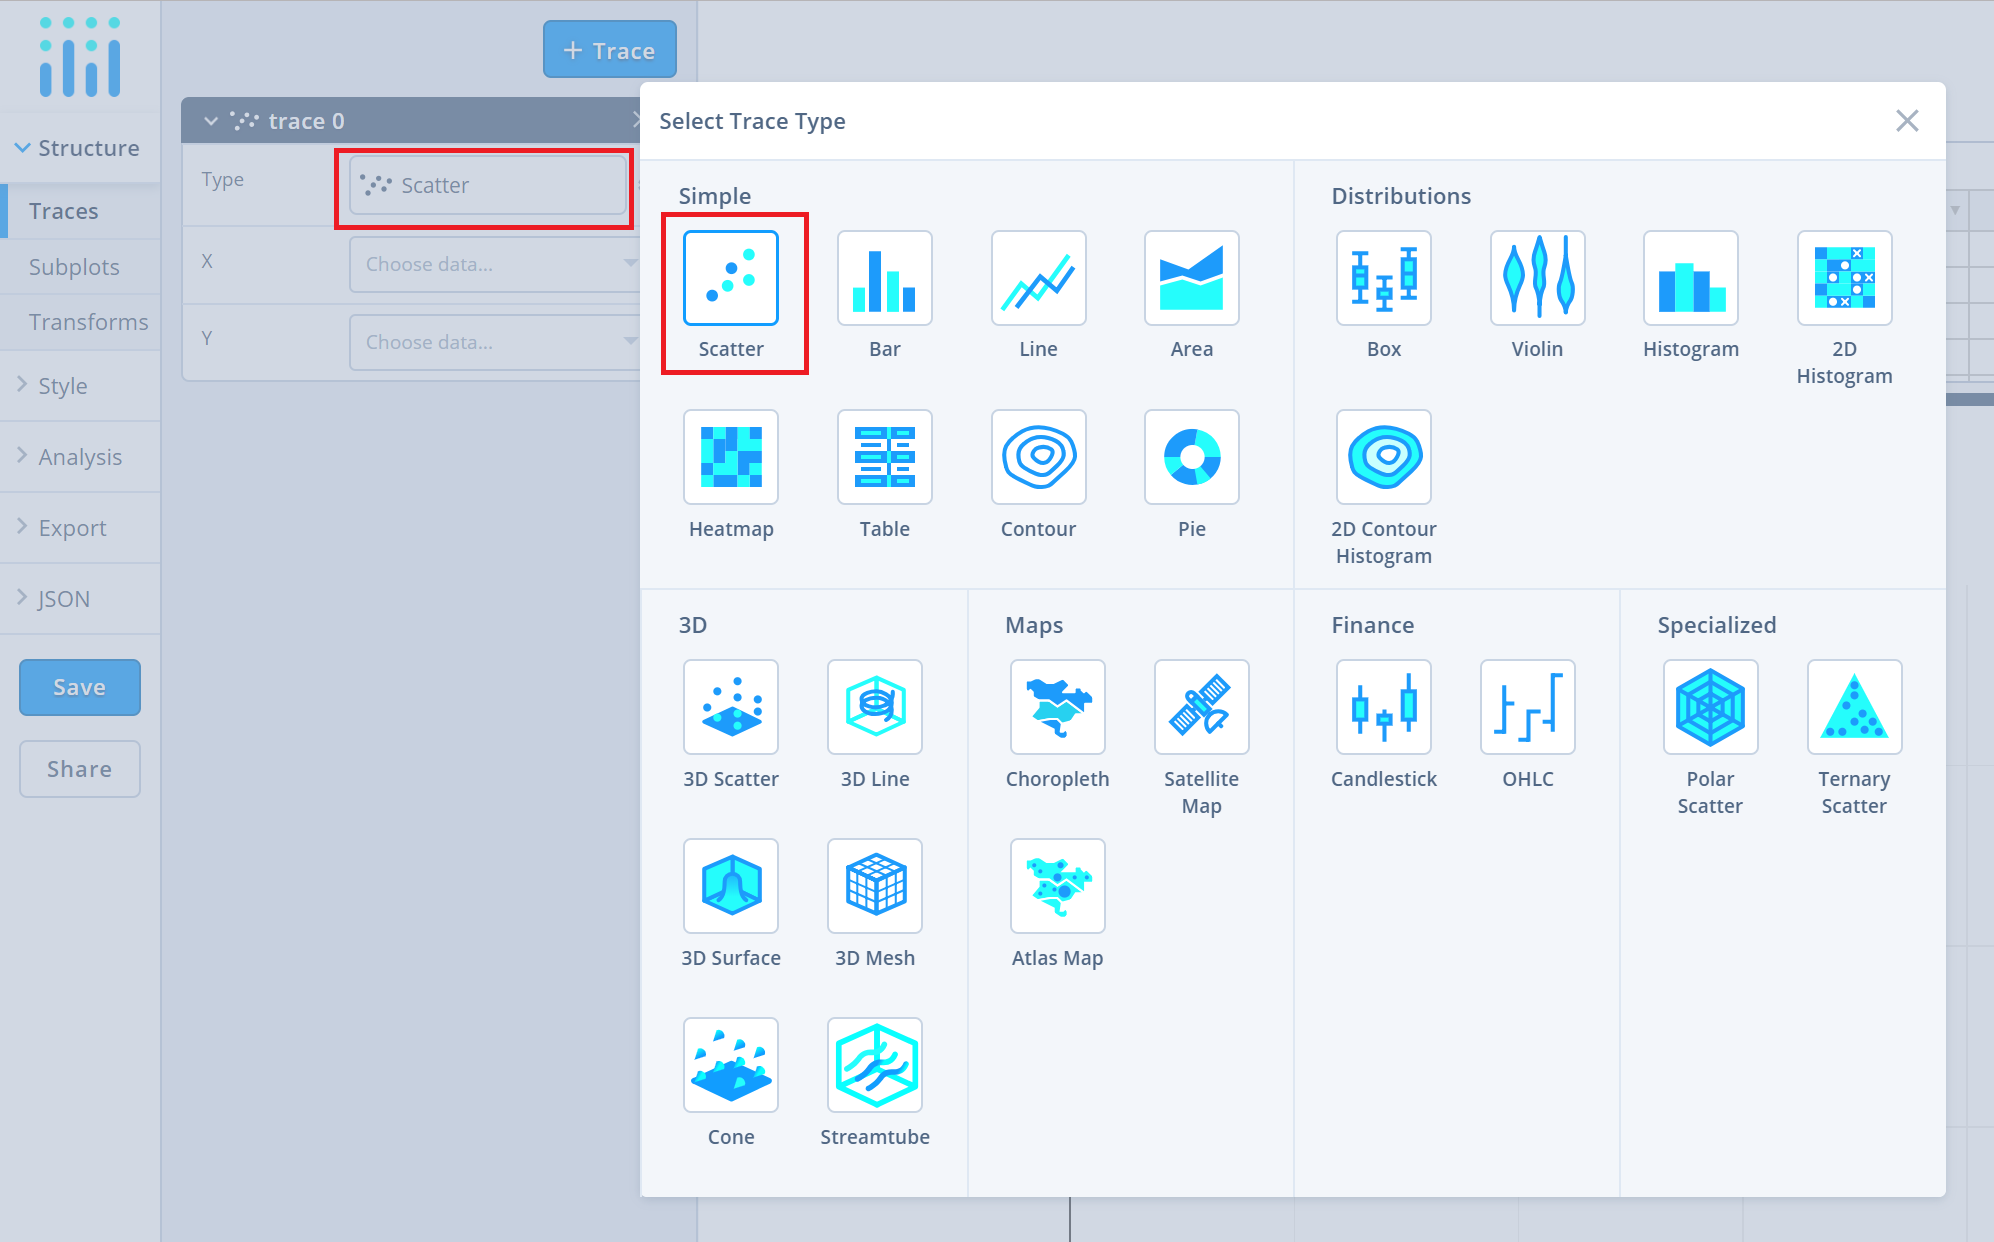 + Trace
Structure
Traces
Subplots
Transforms
Style
Analysis
Export
JSON
Save
Share
trace 0
Type
Scatter
X
Choose data...
Y
Choose data...
Select Trace Type
Simple
Scatter
Bar
Line
Area
Heatmap
Table
Contour
Pie
Distributions
Box
Violin
Histogram
2D
Histogram
2D Contour
Histogram
3D
3D Scatter
3D Line
3D Surface
3D Mesh
Cone
Streamtube
Maps
Choropleth
Satellite
Map
Atlas Map
Finance
Candlestick
OHLC
Specialized
Polar
Scatter
Ternary
Scatter